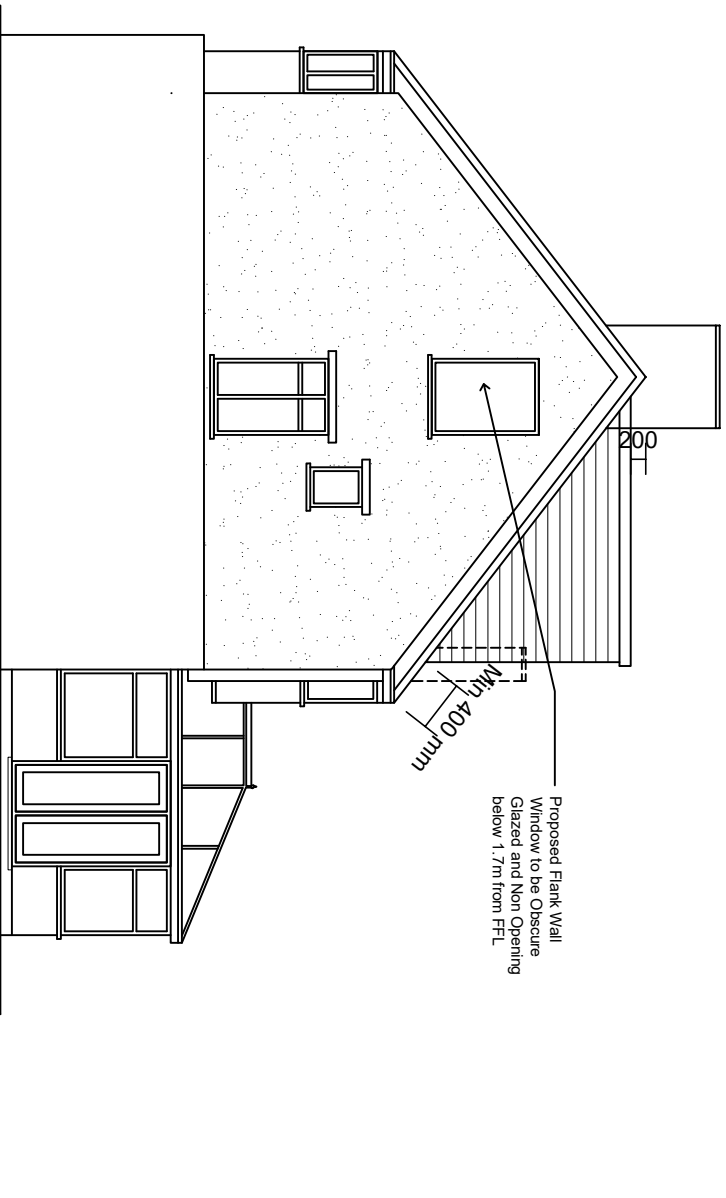 200
Min 400 mm
Proposed Flank Wall
Window to be Obscure
Glazed and Non Opening
below 1.7m from FFL